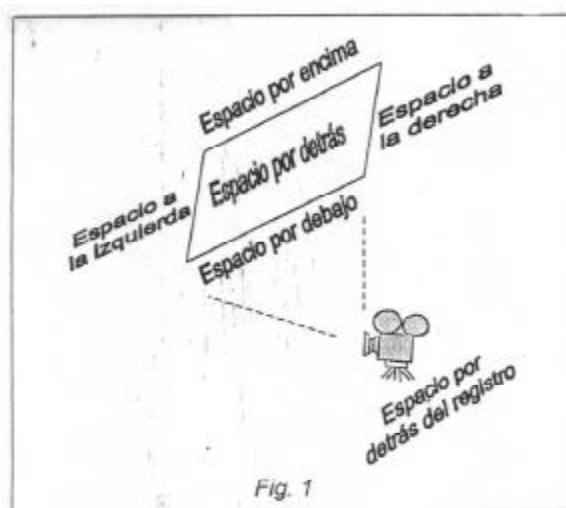 Espacio por encima
Espacio a
la derecha
Espacio por detrás
Espacio a
la izquierda
Espacio por debajo
Espacio por
detrás del registro
Fig. 1